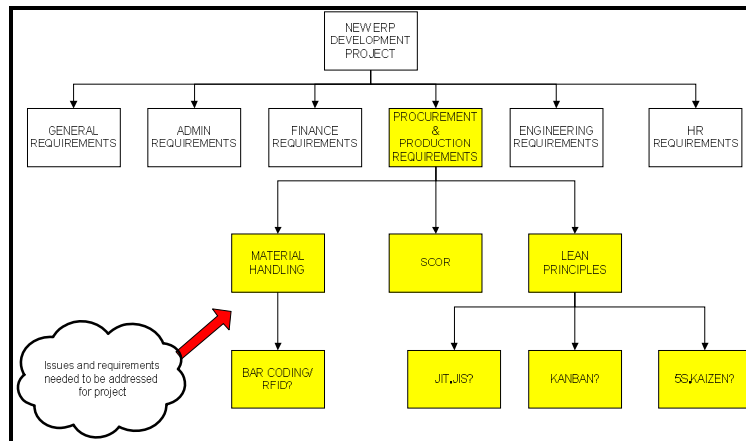 NEW ERP
DEVELOPMENT
PROJECT
GENERAL
REQUIREMENTS
ADMIN
REQUIREMENTS
FINANCE
REQUIREMENTS
PROCUREMENT
&
PRODUCTION
REQUIREMENTS
ENGINEERING
REQUIREMENTS
HR
REQUIREMENTS
MATERIAL
HANDLING
SCOR
LEAN
PRINCIPLES
Issues and requirements
needed to be addressed
for project
BAR CODING/
RFID?
JIT,JIS?
KANBAN?
5S,KAIZEN?